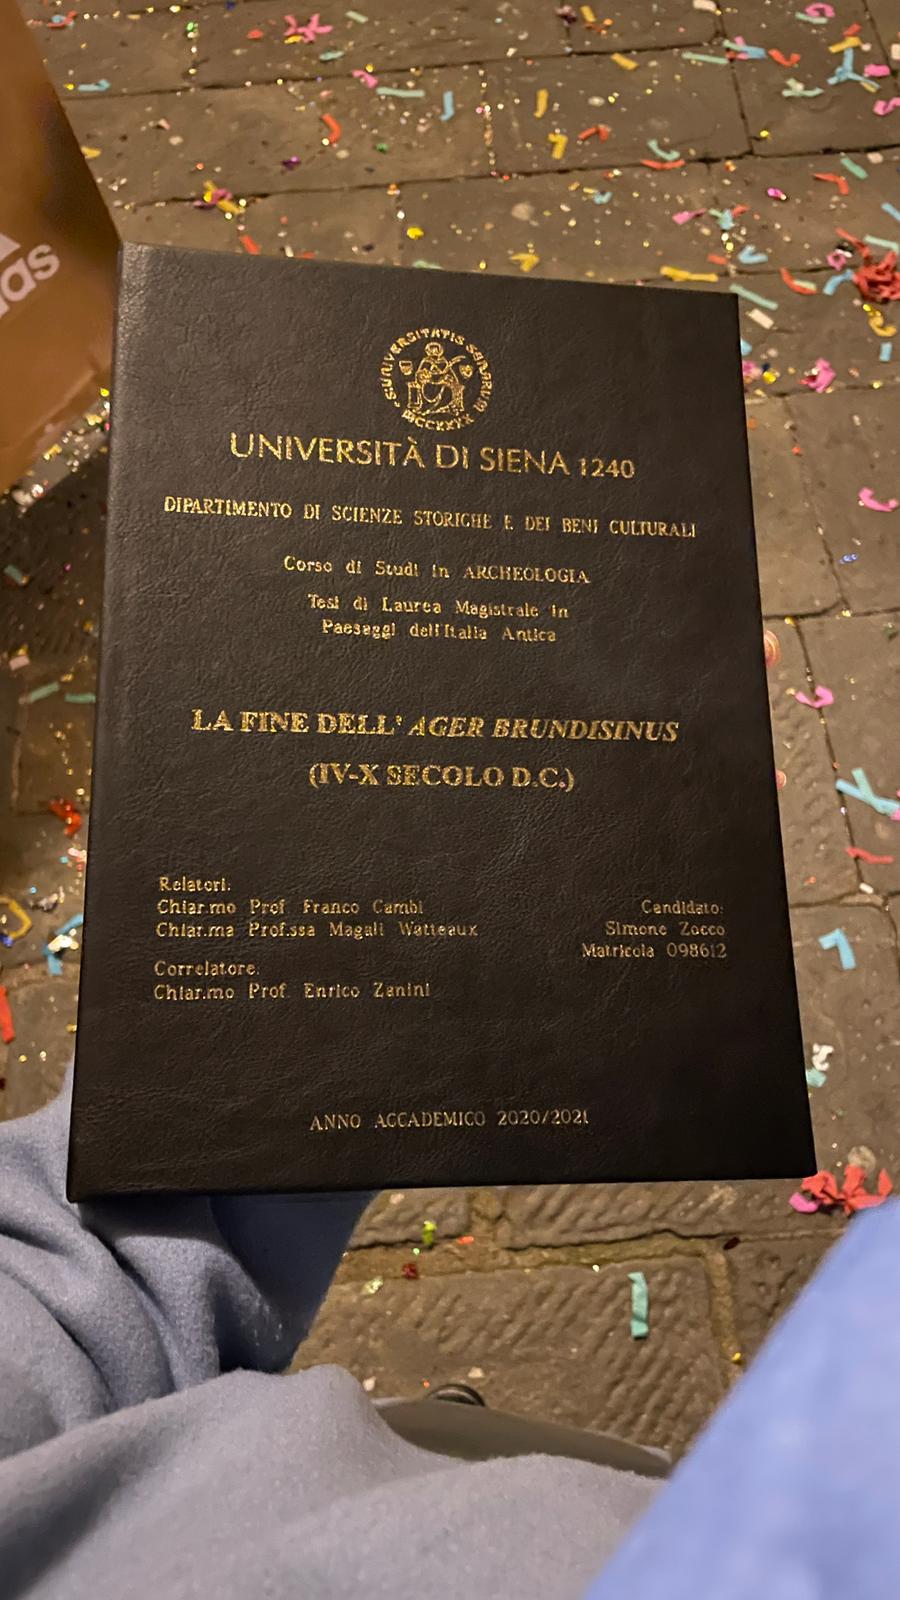 das
UNIVERSITÀ DI SIENA 1240
DIPARTIMENTO DI SCIENZE STORICHE E DEI BENI CULTURALI
Corso di Studi in ARCHEOLOGIA
Tesi di Laurea Magistrale in
Paesaggi dell'Italia Antica
LA FINE DELL' AGER BRUNDISINUS
(IV-X SECOLO D.C.)
Relatori:
Chiar.mo Prof Franco Cambi
Chiar.ma Prof.ssa Magali Watteaux
Correlatore:
Chiar.mo Prof. Enrico Zanini
Candidato:
Simone Zocco
Matricola 098612
ANNO ACCADEMICO 2020/2021